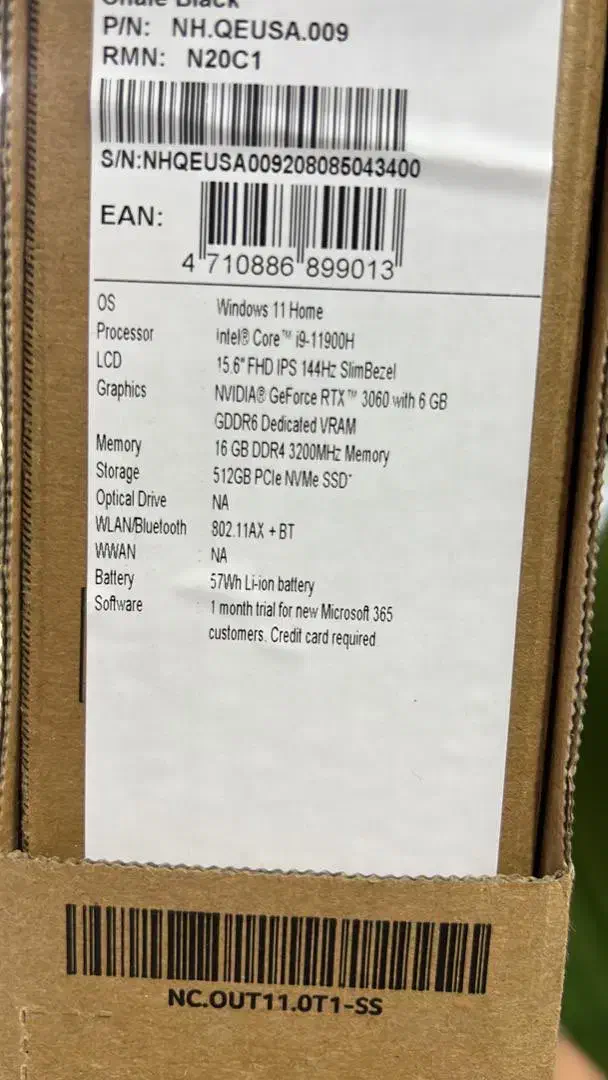 Shale Black
P/N: NH.QEUSA.009
RMN: N20C1
S/N:NHQEUSA009208085043400
EAN:
4 710886 899013
OS Windows 11 Home
Processor Intel® Core™ i9-11900H
LCD 15.6" FHD IPS 144Hz SlimBezel
Graphics NVIDIA® GeForce RTX™ 3060 with 6 GB
GDDR6 Dedicated VRAM
Memory 16 GB DDR4 3200MHz Memory
Storage 512GB PCIe NVMe SSD*
Optical Drive NA
WLAN/Bluetooth 802.11AX + BT
WWAN NA
Battery 57Wh Li-ion battery
Software 1 month trial for new Microsoft 365
customers. Credit card required
NC.OUT11.0T1-SS